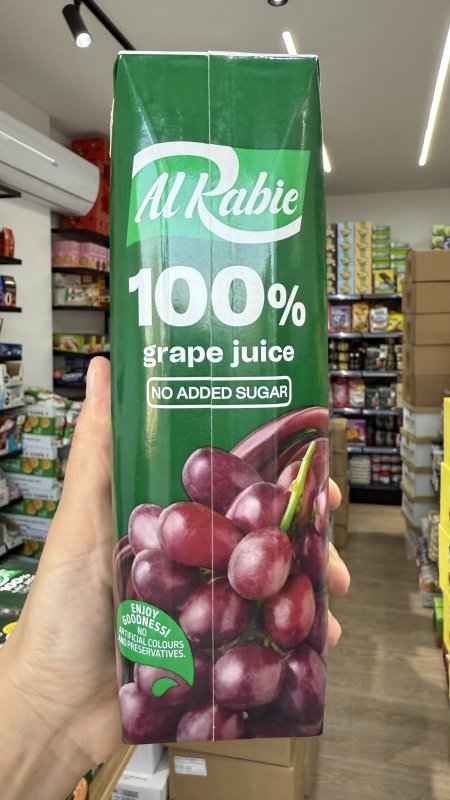 Al Rabie
100%
grape juice
NO ADDED SUGAR
ENJOY
GOODNESS!
NO
ARTIFICIAL COLOURS
AND PRESERVATIVES.